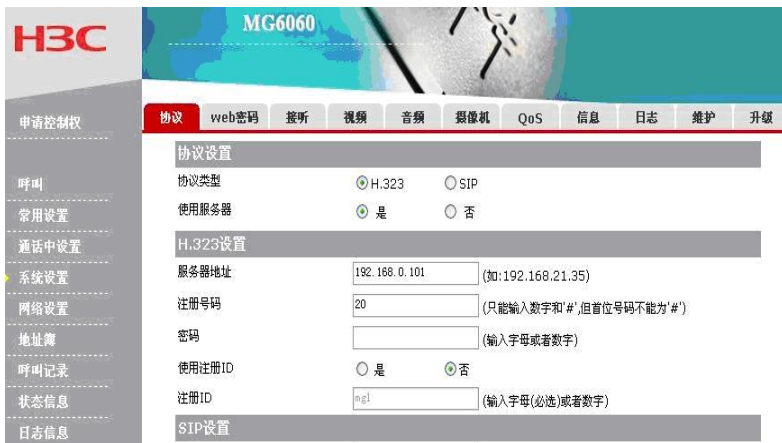 H3C
MG6060
申请控制权
呼叫
常用设置
通话中设置
系统设置
网络设置
地址簿
呼叫记录
状态信息
日志信息
协议 web密码 接听 视频 音频 摄像机 QoS 信息 日志 维护 升级
协议设置
协议类型 H.323 SIP
使用服务器 是 否
H.323设置
服务器地址 192.168.0.101 (如:192.168.21.35)
注册号码 20 (只能输入数字和'#',但首位号码不能为'#')
密码 (输入字母或者数字)
使用注册ID 是 否
注册ID mg1 (输入字母(必选)或者数字)
SIP设置